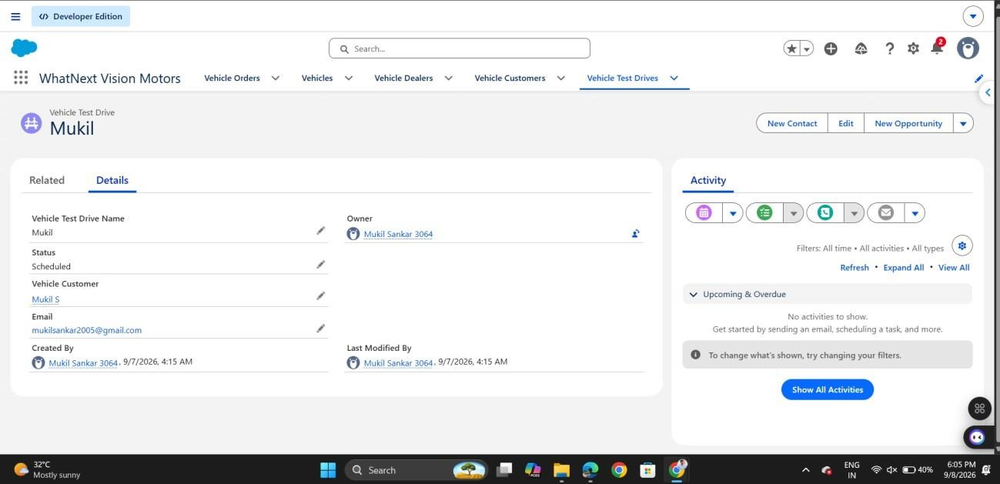 Developer Edition
Search...
2
WhatNext Vision Motors
Vehicle Orders
Vehicles
Vehicle Dealers
Vehicle Customers
Vehicle Test Drives
Vehicle Test Drive
Mukil
New Contact
Edit
New Opportunity
Related
Details
Vehicle Test Drive Name
Mukil
Owner
Mukil Sankar 3064
Status
Scheduled
Vehicle Customer
Mukil S
Email
mukilsankar2005@gmail.com
Created By
Mukil Sankar 3064, 9/7/2026, 4:15 AM
Last Modified By
Mukil Sankar 3064, 9/7/2026, 4:15 AM
Activity
Filters: All time • All activities • All types
Refresh • Expand All • View All
Upcoming & Overdue
No activities to show.
Get started by sending an email, scheduling a task, and more.
To change what's shown, try changing your filters.
Show All Activities
32°C
Mostly sunny
Search
ENG
IN
40%
6:05 PM
9/8/2026